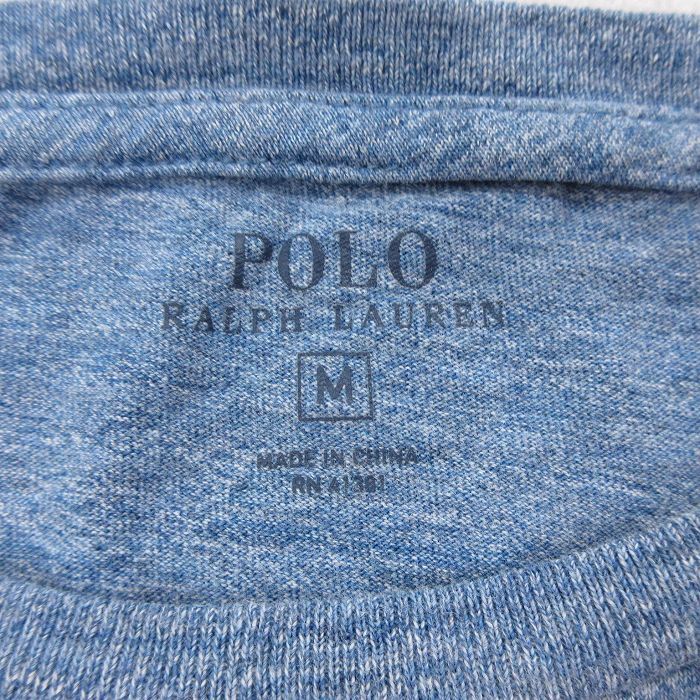 POLO
RALPH LAUREN
M
MADE IN CHINA
RN 41381